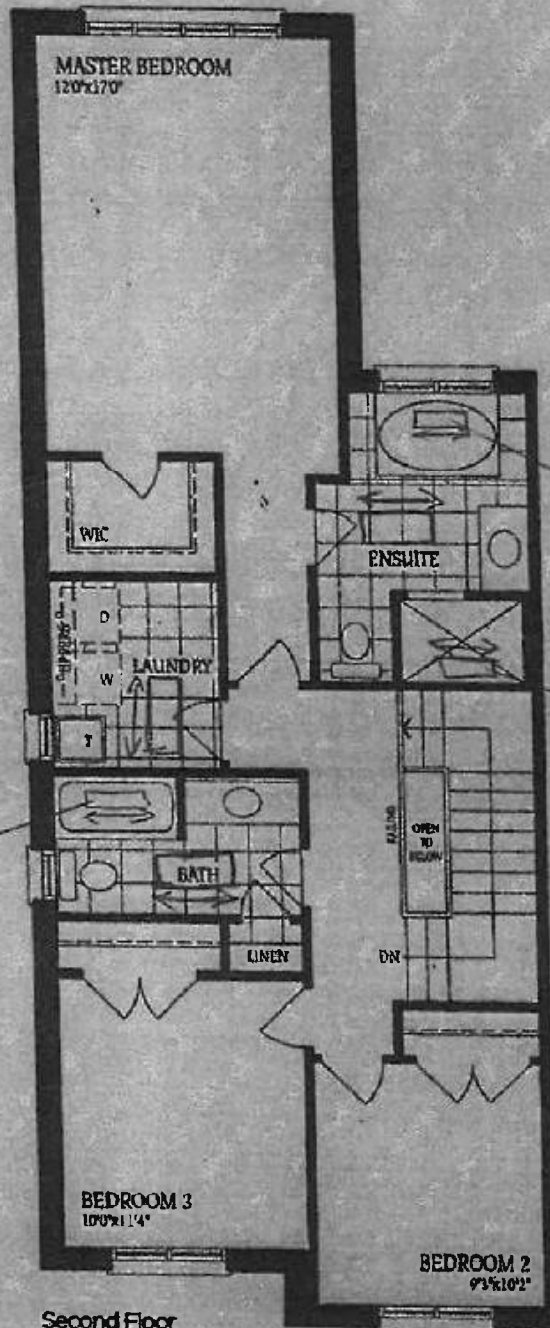 MASTER BEDROOM
12'0"x17'0"
WIC
ENSUITE
D
LAUNDRY
W
T
RAILING
OPEN
TO
BELOW
BATH
LINEN
DN
BEDROOM 3
10'0"x11'4"
BEDROOM 2
9'3"x10'2"
Second Floor